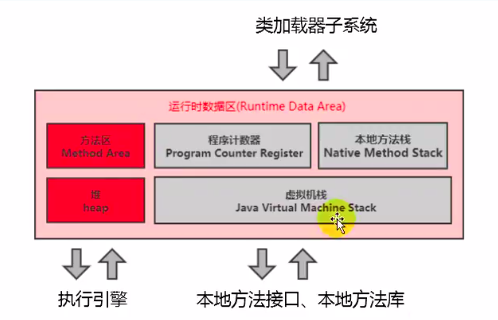 类加载器子系统
运行时数据区(Runtime Data Area)
方法区
Method Area
程序计数器
Program Counter Register
本地方法栈
Native Method Stack
堆
heap
虚拟机栈
Java Virtual Machine Stack
执行引擎
本地方法接口、本地方法库